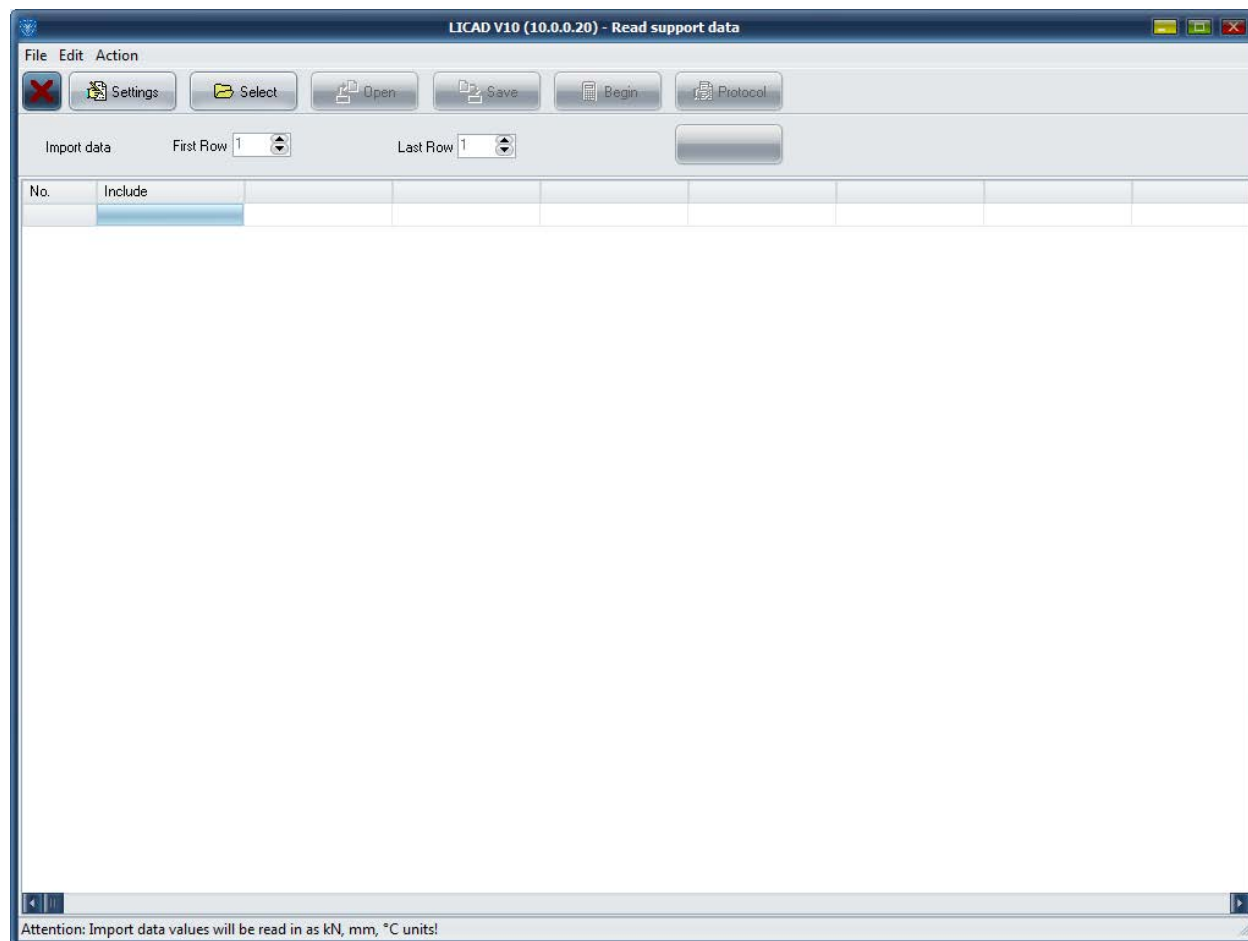 LICAD V10 (10.0.0.20) - Read support data
File Edit Action
Settings Select Open Save Begin Protocol
Import data First Row 1 Last Row 1
No. Include
Attention: Import data values will be read in as kN, mm, °C units!